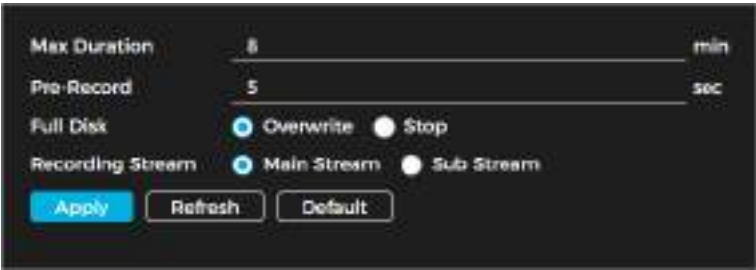 Max Duration 8 min
Pre-Record 5 sec
Full Disk Overwrite Stop
Recording Stream Main Stream Sub Stream
Apply Refresh Default